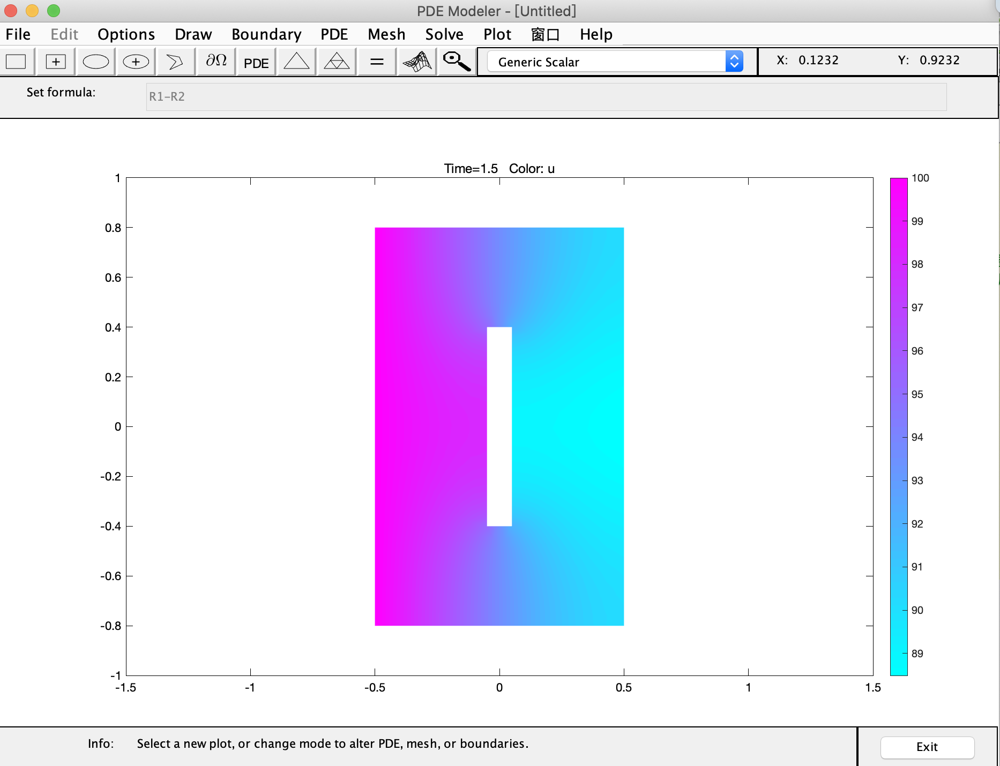 PDE Modeler - [Untitled]
File Edit Options Draw Boundary PDE Mesh Solve Plot 窗口 Help
∂Ω PDE = Generic Scalar X: 0.1232 Y: 0.9232
Set formula: R1-R2
Time=1.5 Color: u
1
0.8
0.6
0.4
0.2
0
-0.2
-0.4
-0.6
-0.8
-1
-1.5 -1 -0.5 0 0.5 1 1.5
100
99
98
97
96
95
94
93
92
91
90
89
Info: Select a new plot, or change mode to alter PDE, mesh, or boundaries.
Exit